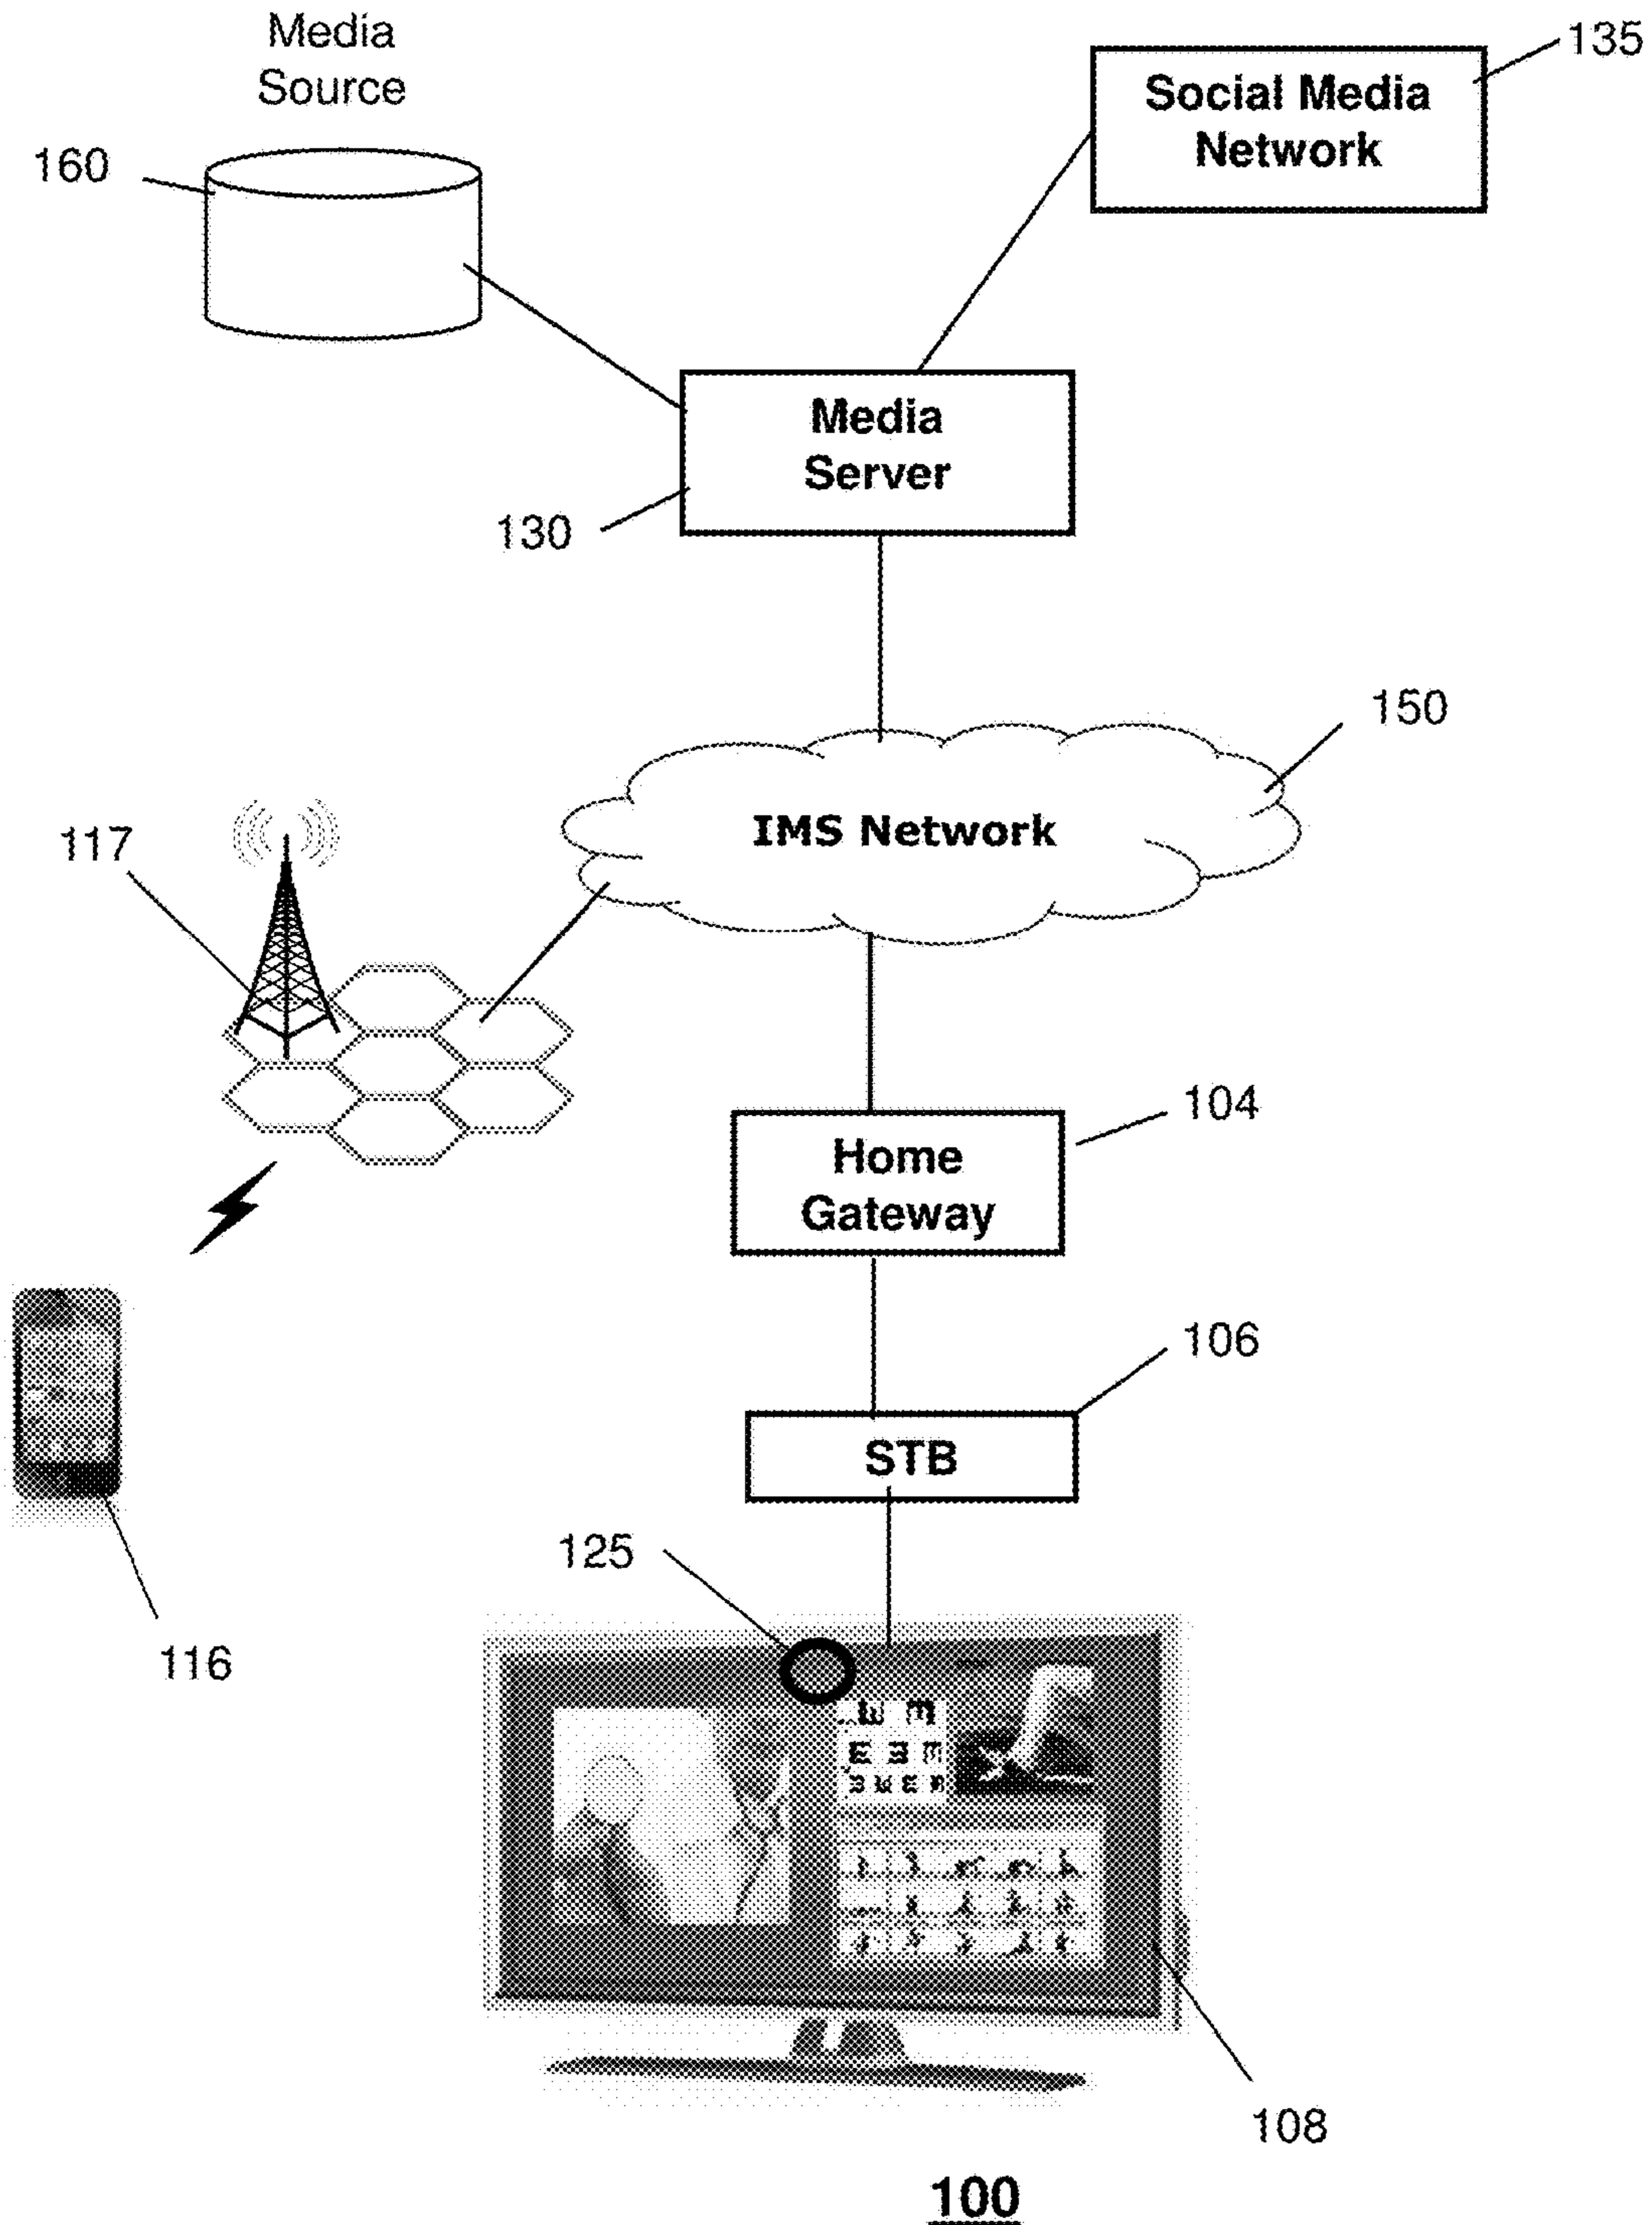 Media
Source
135
Social Media
Network
160
Media
Server
130
150
IMS Network
117
104
Home
Gateway
106
STB
125
116
108
100